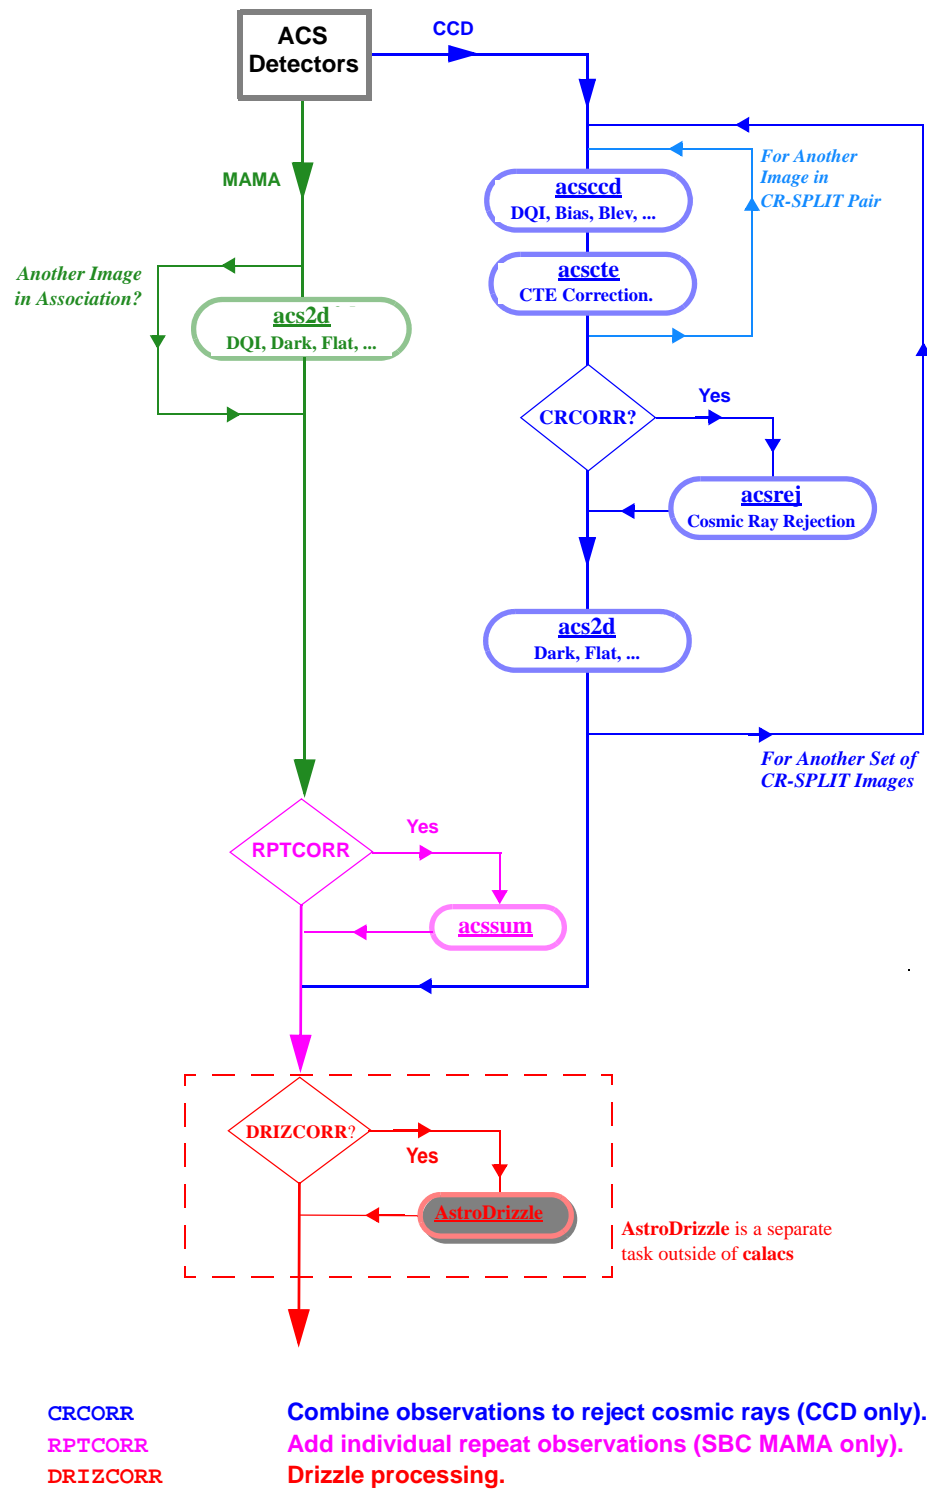 ACS
Detectors
CCD
MAMA
For Another
Image in
CR-SPLIT Pair
acsccd
DQI, Bias, Blev, ...
acscte
CTE Correction.
Another Image
in Association?
acs2d
DQI, Dark, Flat, ...
CRCORR?
Yes
acsrej
Cosmic Ray Rejection
acs2d
Dark, Flat, ...
For Another Set of
CR-SPLIT Images
RPTCORR
Yes
acssum
DRIZCORR?
Yes
AstroDrizzle
AstroDrizzle is a separate
task outside of calacs
CRCORR Combine observations to reject cosmic rays (CCD only).
RPTCORR Add individual repeat observations (SBC MAMA only).
DRIZCORR Drizzle processing.